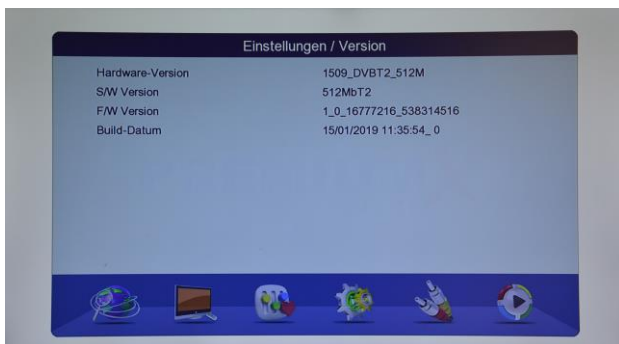 Einstellungen / Version
Hardware-Version 1509_DVBT2_512M
S/W Version 512MbT2
F/W Version 1_0_16777216_538314516
Build-Datum 15/01/2019 11:35:54_ 0